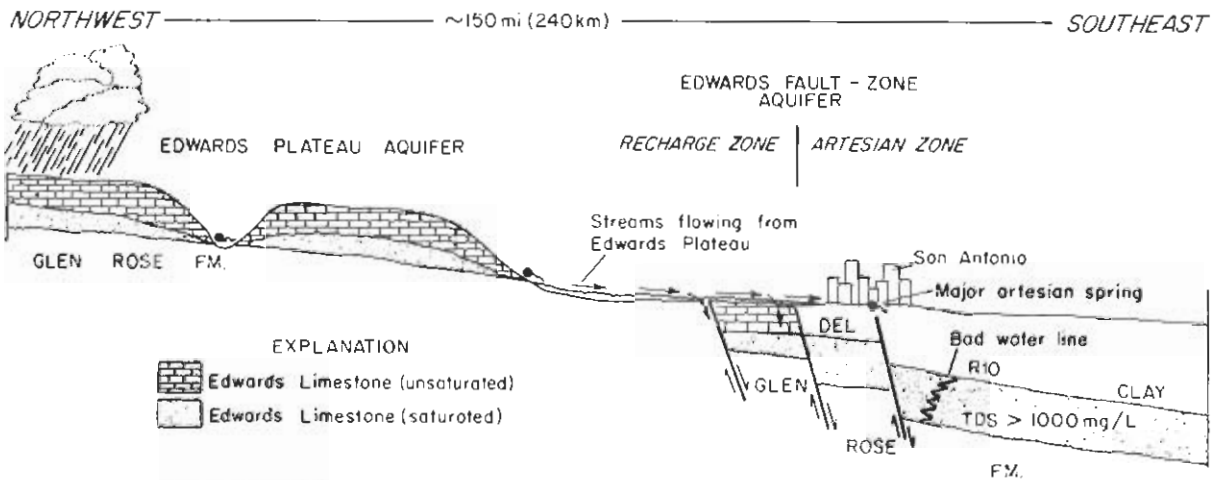 NORTHWEST ~150 mi (240km) SOUTHEAST
EDWARDS FAULT - ZONE
AQUIFER
EDWARDS PLATEAU AQUIFER
RECHARGE ZONE ARTESIAN ZONE
Streams flowing from
Edwards Plateau
GLEN ROSE FM.
San Antonio
Major artesian spring
DEL
Bad water line
EXPLANATION
RIO
Edwards Limestone (unsaturated)
GLEN
CLAY
Edwards Limestone (saturated)
TDS > 1000 mg/L
ROSE
FM.